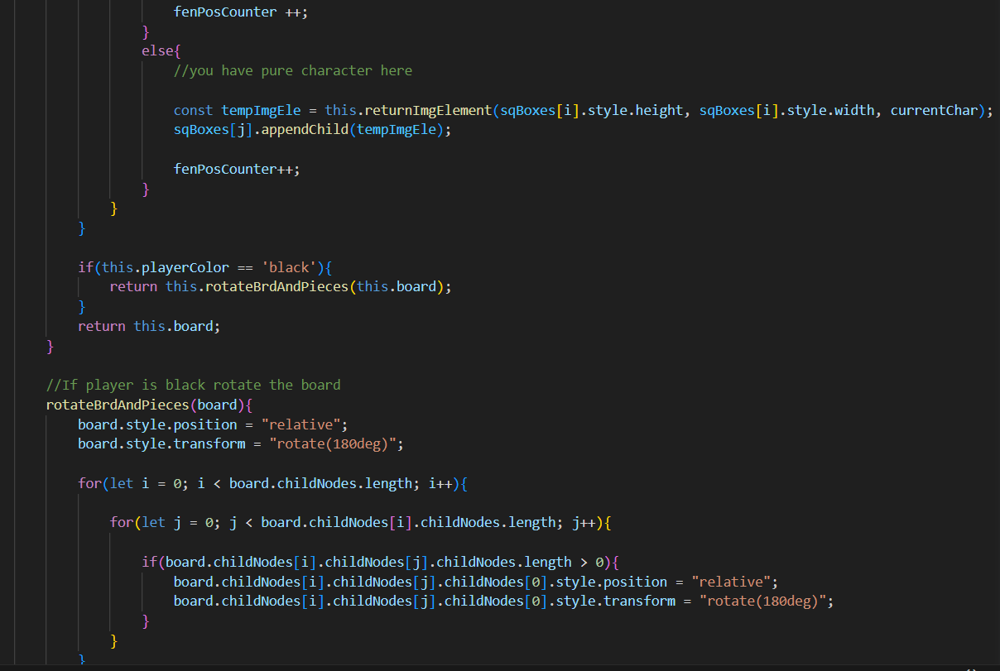 fenPosCounter ++;
}
else{
//you have pure character here
const tempImgEle = this.returnImgElement(sqBoxes[i].style.height, sqBoxes[i].style.width, currentChar);
sqBoxes[j].appendChild(tempImgEle);
fenPosCounter++;
}
}
}
if(this.playerColor == 'black'){
return this.rotateBrdAndPieces(this.board);
}
return this.board;
}
//If player is black rotate the board
rotateBrdAndPieces(board){
board.style.position = "relative";
board.style.transform = "rotate(180deg)";
for(let i = 0; i < board.childNodes.length; i++){
for(let j = 0; j < board.childNodes[i].childNodes.length; j++){
if(board.childNodes[i].childNodes[j].childNodes.length > 0){
board.childNodes[i].childNodes[j].childNodes[0].style.position = "relative";
board.childNodes[i].childNodes[j].childNodes[0].style.transform = "rotate(180deg)";
}
}
}